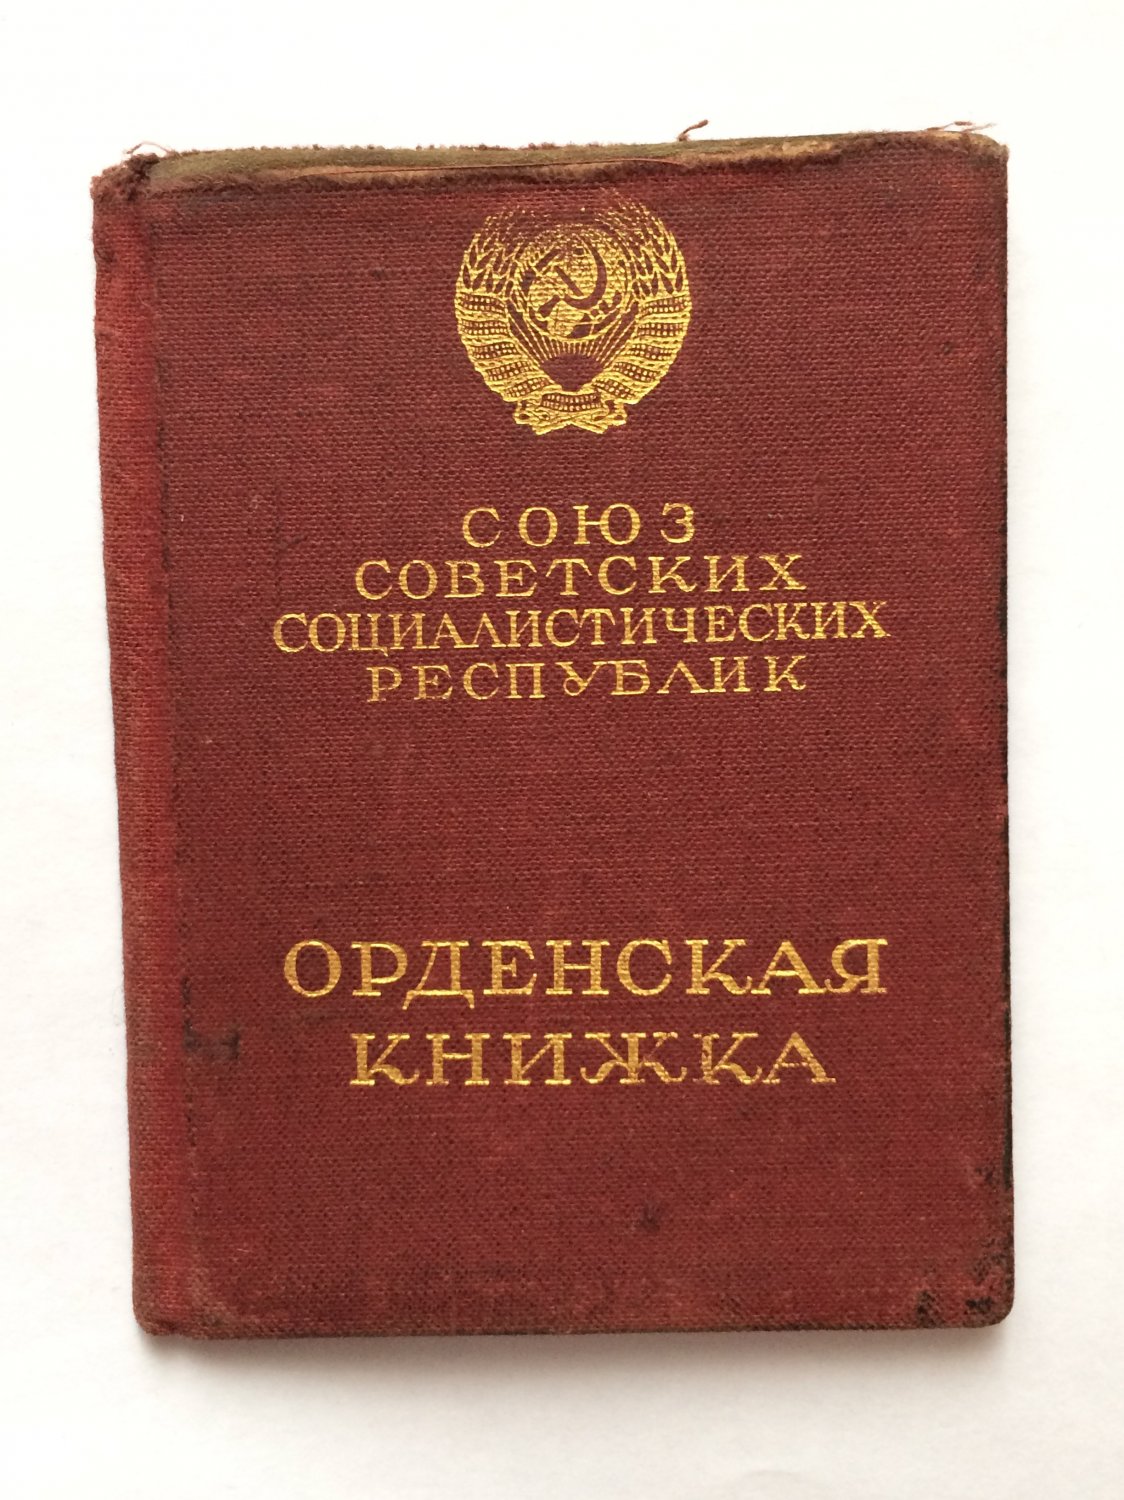 СОЮЗ
СОВЕТСКИХ
СОЦИАЛИСТИЧЕСКИХ
РЕСПУБЛИК
ОРДЕНСКАЯ
КНИЖКА